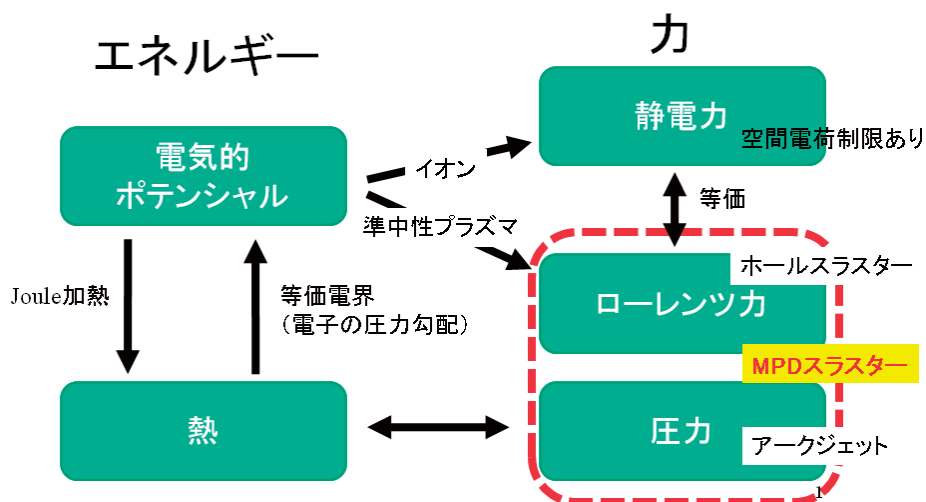 エネルギー
力
電気的
ポテンシャル
静電力
空間電荷制限あり
イオン
準中性プラズマ
等価
Joule加熱
等価電界
（電子の圧力勾配）
ホールスラスター
ローレンツ力
MPDスラスター
熱
圧力
アークジェット
1